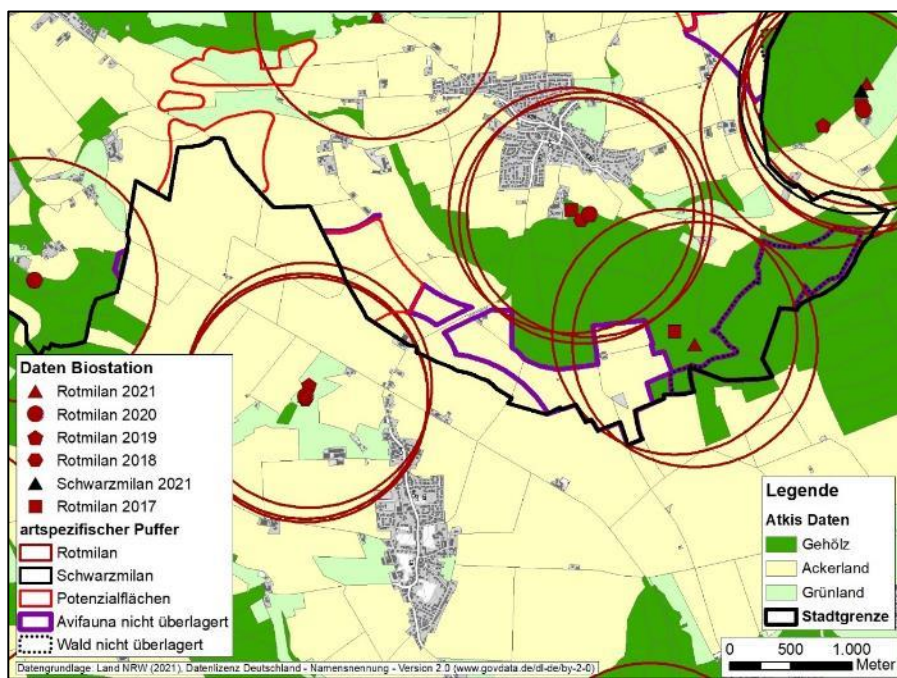 Daten Biostation
Rotmilan 2021
Rotmilan 2020
Rotmilan 2019
Rotmilan 2018
Schwarzmilan 2021
Rotmilan 2017
artspezifischer Puffer
Rotmilan
Schwarzmilan
Potenzialflächen
Avifauna nicht überlagert
Wald nicht überlagert
Datengrundlage: Land NRW (2021), Datenlizenz Deutschland - Namensnennung - Version 2.0 (www.govdata.de/dl-de/by-2-0)
Legende
Atkis Daten
Gehölz
Ackerland
Grünland
Stadtgrenze
0 500 1.000
Meter